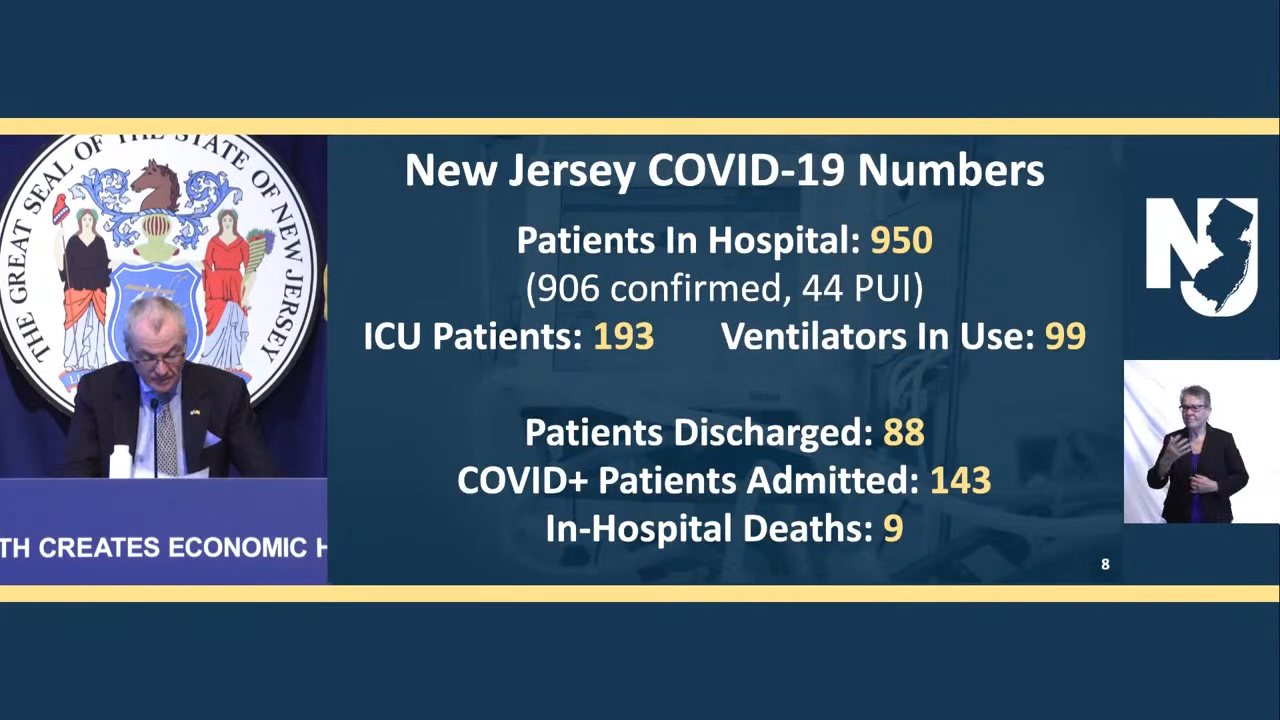 THE GREAT SEAL OF THE STATE OF NEW JERSEY
TH CREATES ECONOMIC H
New Jersey COVID-19 Numbers
Patients In Hospital: 950
(906 confirmed, 44 PUI)
ICU Patients: 193 Ventilators In Use: 99
Patients Discharged: 88
COVID+ Patients Admitted: 143
In-Hospital Deaths: 9
8
NJ